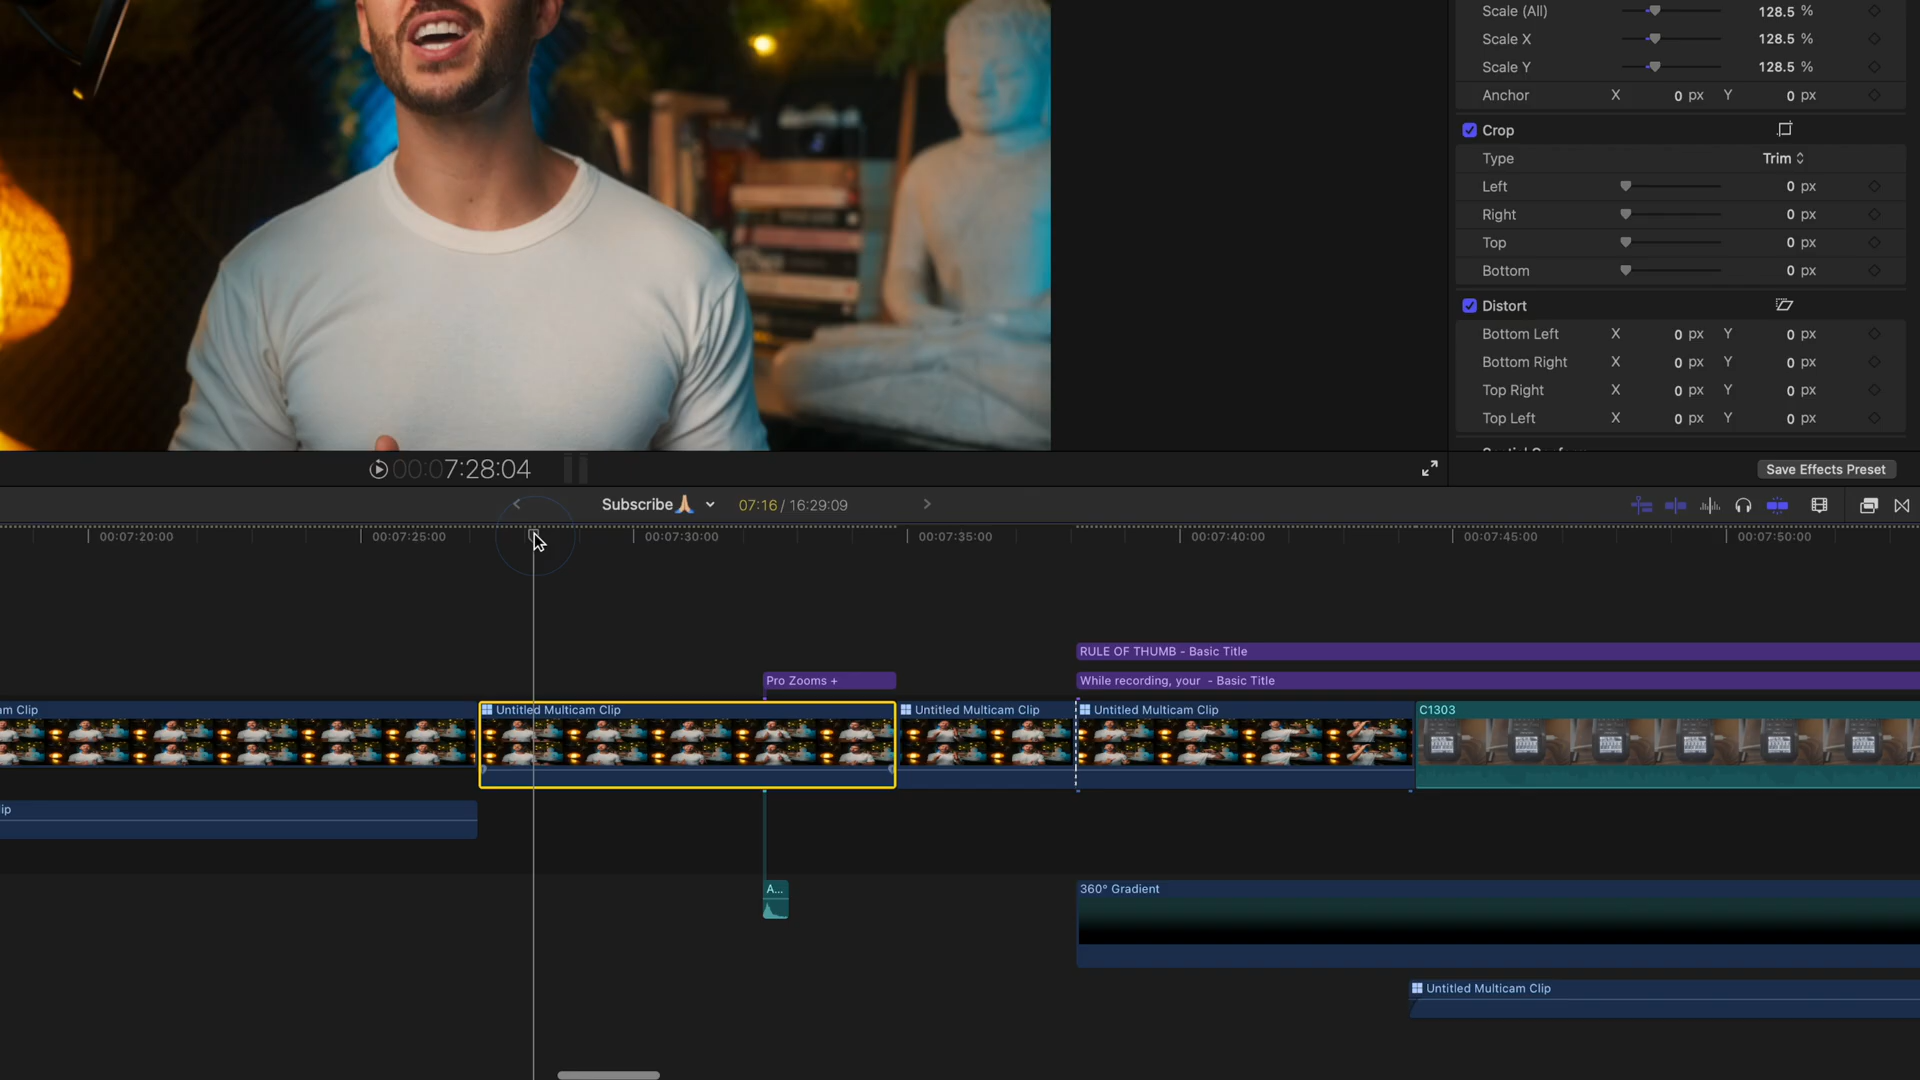 Scale (All) 128.5 %
Scale X 128.5 %
Scale Y 128.5 %
Anchor X 0 px Y 0 px
Crop
Type Trim
Left 0 px
Right 0 px
Top 0 px
Bottom 0 px
Distort
Bottom Left X 0 px Y 0 px
Bottom Right X 0 px Y 0 px
Top Right X 0 px Y 0 px
Top Left X 0 px Y 0 px
00:07:28:04
Save Effects Preset
Subscribe🙏🏼 07:16 / 16:29:09
00:07:20:00 00:07:25:00 00:07:30:00 00:07:35:00 00:07:40:00 00:07:45:00 00:07:50:00
RULE OF THUMB - Basic Title
Pro Zooms +
While recording, your - Basic Title
am Clip
Untitled Multicam Clip
Untitled Multicam Clip
Untitled Multicam Clip
C1303
ip
A...
360° Gradient
Untitled Multicam Clip